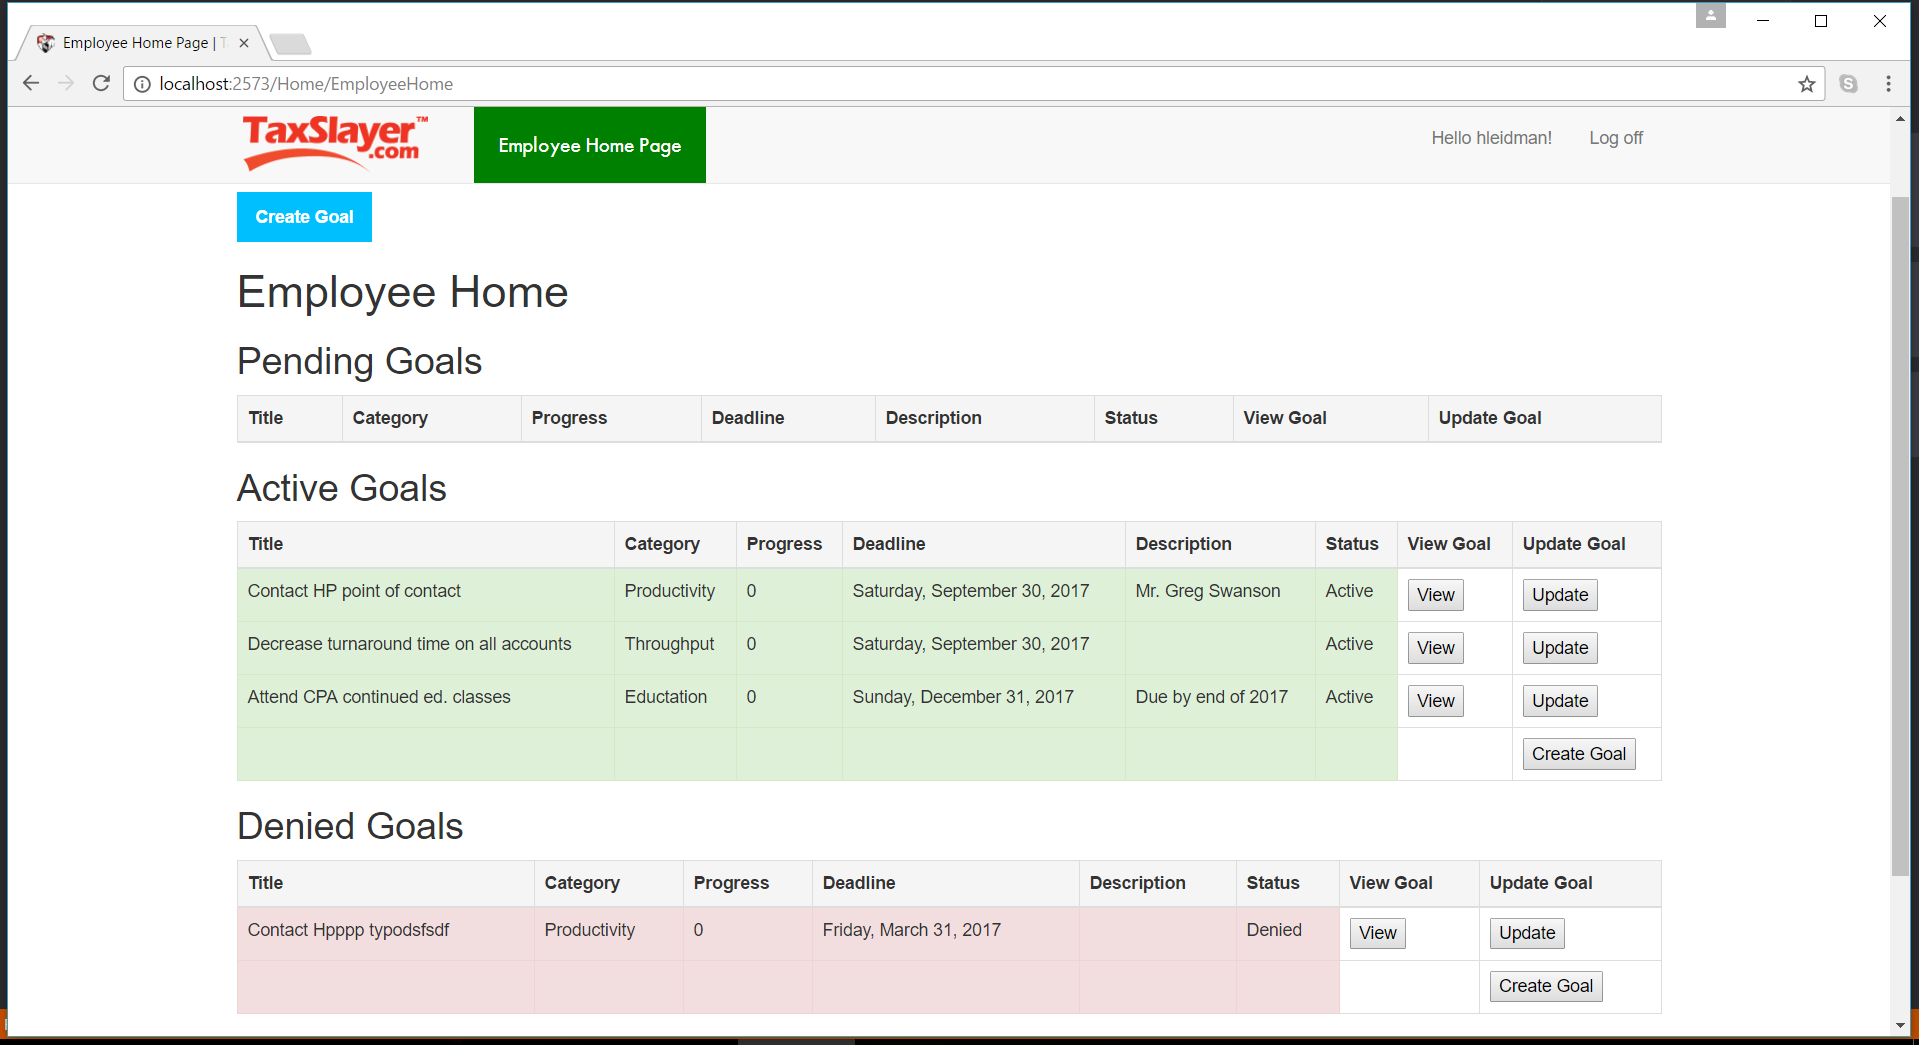 Employee Home Page | T
localhost:2573/Home/EmployeeHome
TaxSlayer™
.com
Employee Home Page
Hello hleidman!
Log off
Create Goal
Employee Home
Pending Goals
Title Category Progress Deadline Description Status View Goal Update Goal
Active Goals
Title Category Progress Deadline Description Status View Goal Update Goal
Contact HP point of contact Productivity 0 Saturday, September 30, 2017 Mr. Greg Swanson Active View Update
Decrease turnaround time on all accounts Throughput 0 Saturday, September 30, 2017 Active View Update
Attend CPA continued ed. classes Eductation 0 Sunday, December 31, 2017 Due by end of 2017 Active View Update
Create Goal
Denied Goals
Title Category Progress Deadline Description Status View Goal Update Goal
Contact Hpppp typodsfsdf Productivity 0 Friday, March 31, 2017 Denied View Update
Create Goal